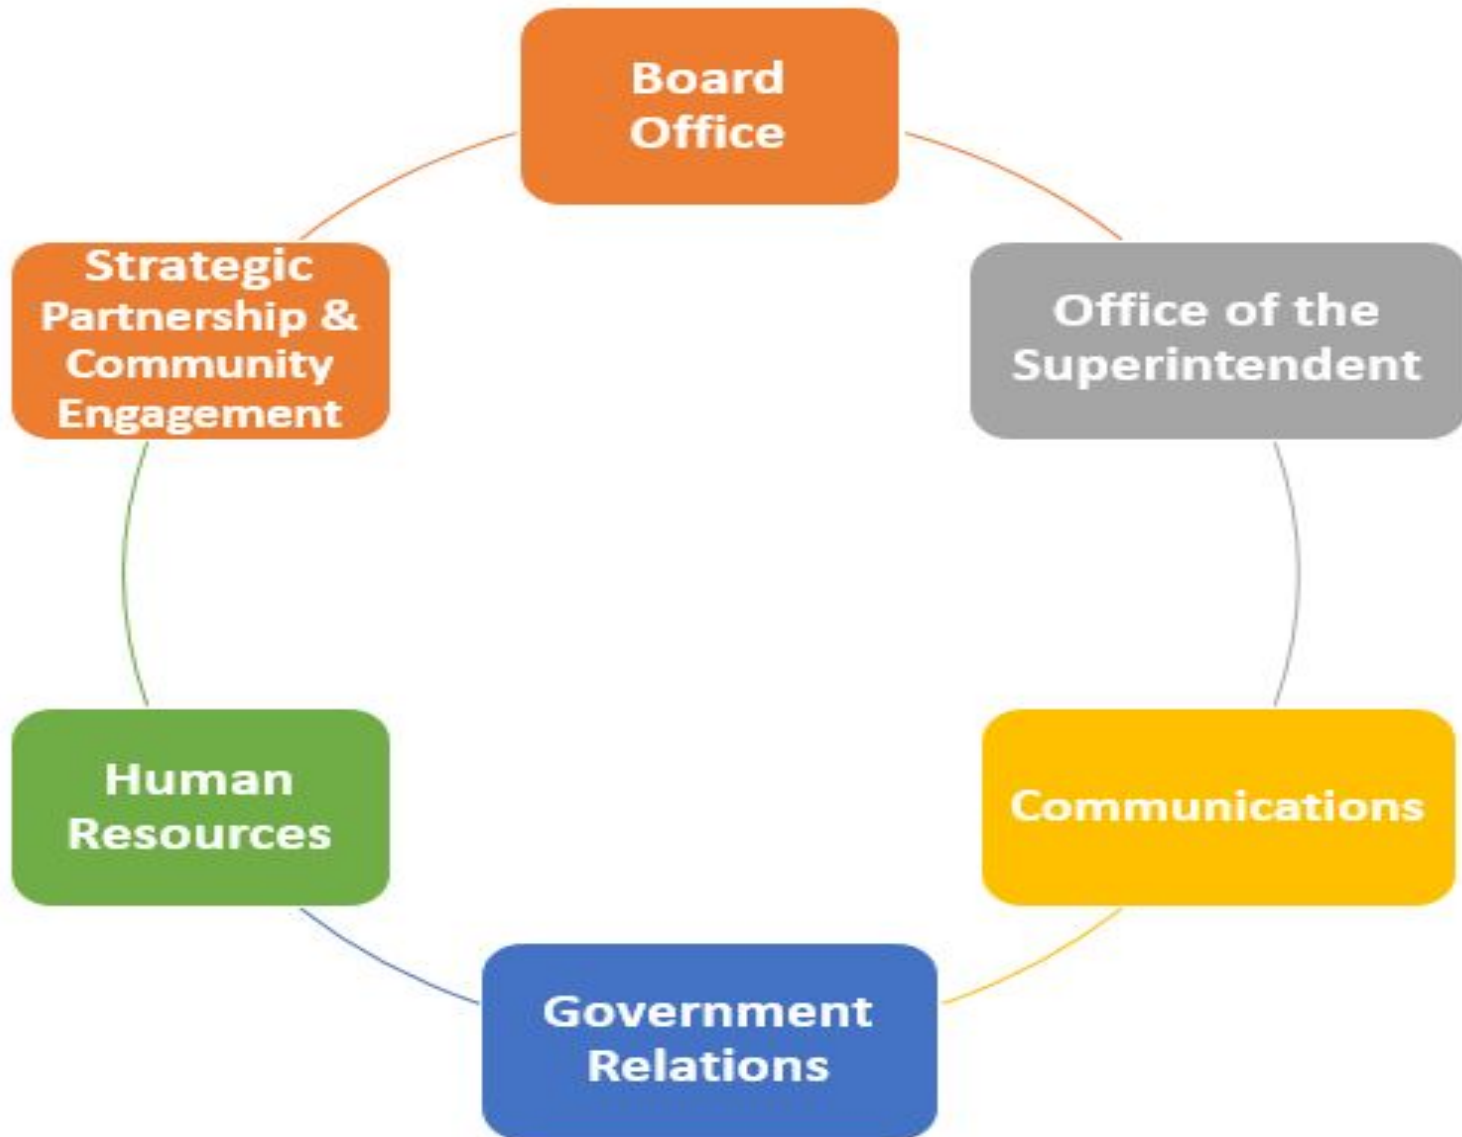 Board
Office
Strategic
Partnership &
Community
Engagement
Office of the
Superintendent
Human
Resources
Communications
Government
Relations